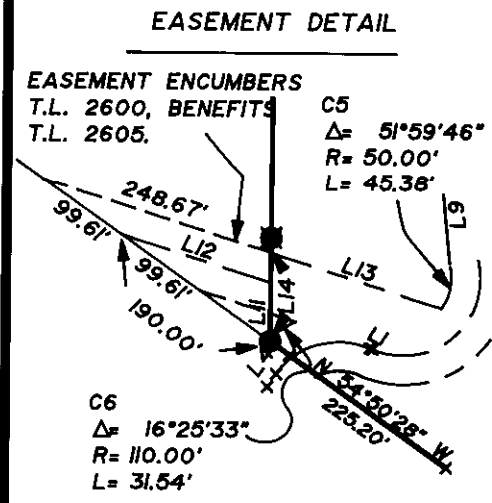 EASEMENT DETAIL
EASEMENT ENCUMBERS
T.L. 2600, BENEFITS
T.L. 2605.
C5
Δ= 51°59'46"
R= 50.00'
L= 45.38'
248.67'
L9
99.61'
L12
99.61'
L13
L11
L14
190.00'
N 54°50'28" W
225.20'
C6
Δ= 16°25'33"
R= 110.00'
L= 31.54'